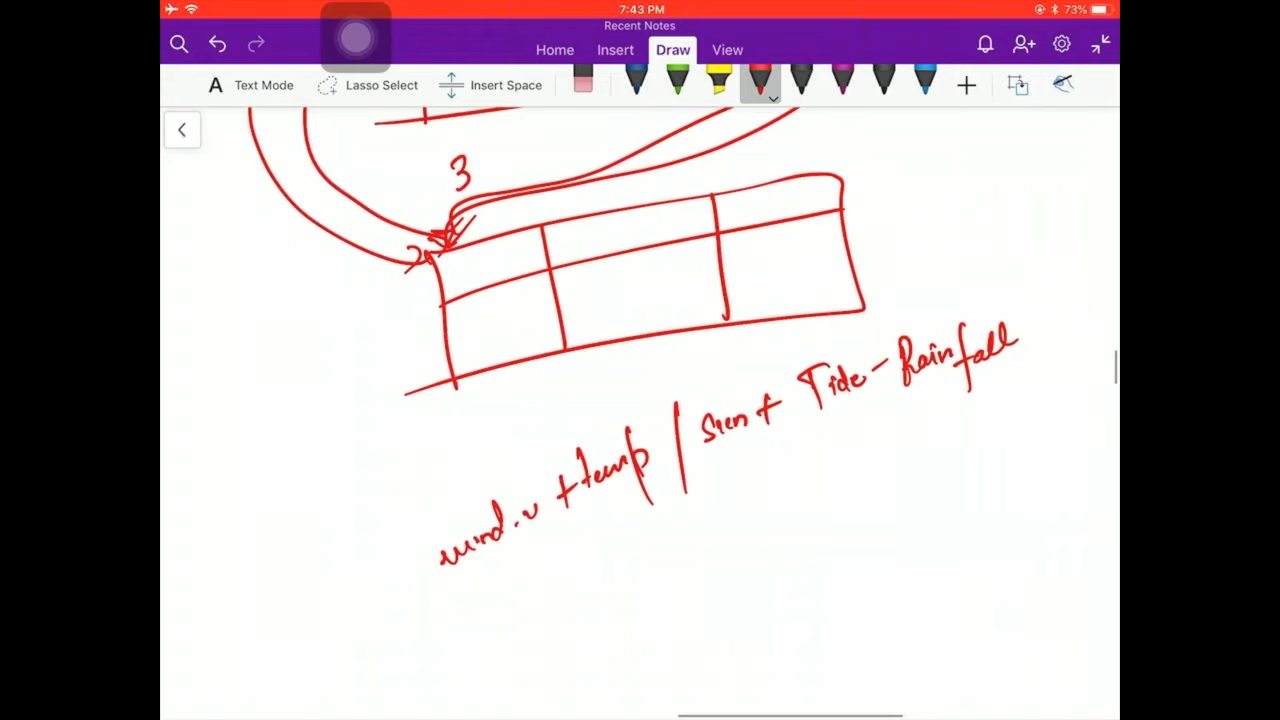 7:43 PM
73%
Recent Notes
Home Insert Draw View
A Text Mode Lasso Select Insert Space
3
wind.v + temp / Sun + Tide - Rainfall